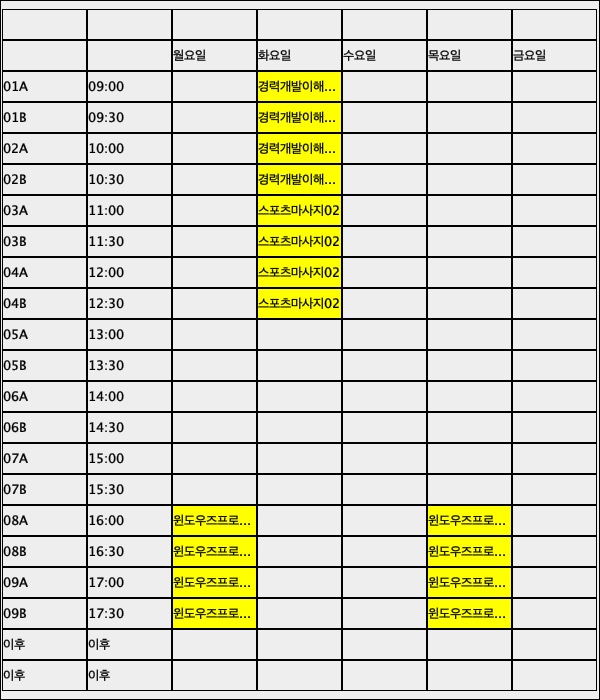 월요일 화요일 수요일 목요일 금요일
01A 09:00 경력개발이해...
01B 09:30 경력개발이해...
02A 10:00 경력개발이해...
02B 10:30 경력개발이해...
03A 11:00 스포츠마사지02
03B 11:30 스포츠마사지02
04A 12:00 스포츠마사지02
04B 12:30 스포츠마사지02
05A 13:00
05B 13:30
06A 14:00
06B 14:30
07A 15:00
07B 15:30
08A 16:00 윈도우즈프로... 윈도우즈프로...
08B 16:30 윈도우즈프로... 윈도우즈프로...
09A 17:00 윈도우즈프로... 윈도우즈프로...
09B 17:30 윈도우즈프로... 윈도우즈프로...
이후 이후
이후 이후